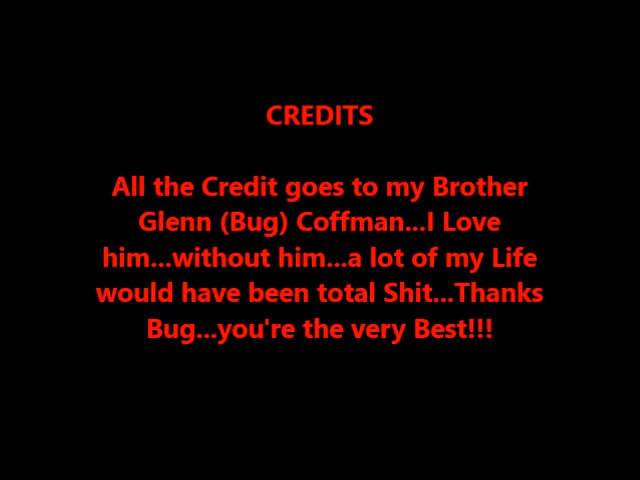 CREDITS
All the Credit goes to my Brother
Glenn (Bug) Coffman...I Love
him...without him...a lot of my Life
would have been total Shit...Thanks
Bug...you're the very Best!!!